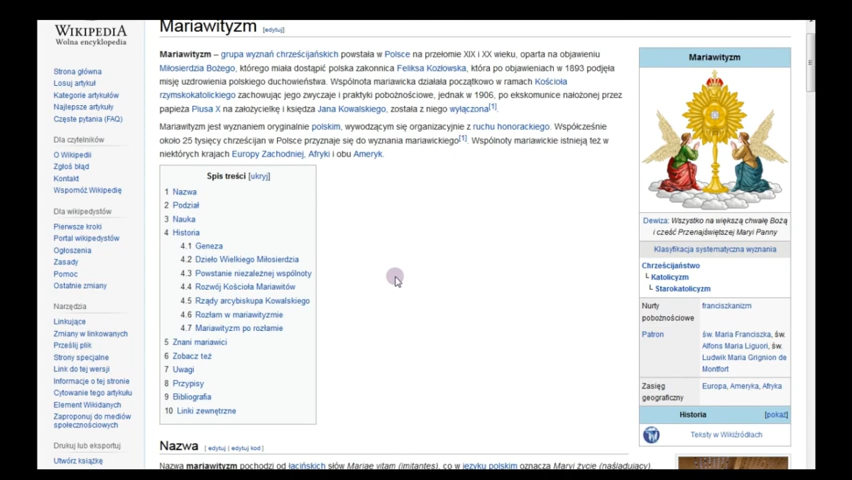 WIKIPEDIA
Wolna encyklopedia
Strona główna
Losuj artykuł
Kategorie artykułów
Najlepsze artykuły
Częste pytania (FAQ)
Dla czytelników
O Wikipedii
Zgłoś błąd
Kontakt
Wspomóż Wikipedię
Dla wikipedystów
Pierwsze kroki
Portal wikipedystów
Ogłoszenia
Zasady
Pomoc
Ostatnie zmiany
Narzędzia
Linkujące
Zmiany w linkowanych
Prześlij plik
Strony specjalne
Link do tej wersji
Informacje o tej stronie
Cytowanie tego artykułu
Element Wikidanych
Zaproponuj do mediów
społecznościowych
Drukuj lub eksportuj
Utwórz książkę
Mariawityzm [edytuj]
Mariawityzm – grupa wyznań chrześcijańskich powstała w Polsce na przełomie XIX i XX wieku, oparta na objawieniu
Miłosierdzia Bożego, którego miała dostąpić polska zakonnica Feliksa Kozłowska, która po objawieniach w 1893 podjęła
misję uzdrowienia polskiego duchowieństwa. Wspólnota mariawicka działała początkowo w ramach Kościoła
rzymskokatolickiego zachowując jego zwyczaje i praktyki pobożnościowe, jednak w 1906, po ekskomunice nałożonej przez
papieża Piusa X na założycielkę i księdza Jana Kowalskiego, została z niego wyłączona[1].
Mariawityzm jest wyznaniem oryginalnie polskim, wywodzącym się organizacyjnie z ruchu honorackiego. Współcześnie
około 25 tysięcy chrześcijan w Polsce przyznaje się do wyznania mariawickiego[1]. Wspólnoty mariawickie istnieją też w
niektórych krajach Europy Zachodniej, Afryki i obu Ameryk.
Spis treści [ukryj]
1 Nazwa
2 Podział
3 Nauka
4 Historia
4.1 Geneza
4.2 Dzieło Wielkiego Miłosierdzia
4.3 Powstanie niezależnej wspólnoty
4.4 Rozwój Kościoła Mariawitów
4.5 Rządy arcybiskupa Kowalskiego
4.6 Rozłam w mariawityzmie
4.7 Mariawityzm po rozłamie
5 Znani mariawici
6 Zobacz też
7 Uwagi
8 Przypisy
9 Bibliografia
10 Linki zewnętrzne
Nazwa [ edytuj | edytuj kod ]
Nazwa mariawityzm pochodzi od łacińskich słów Mariae vitam (imitantes), co w języku polskim oznacza Maryi życie (naśladujący)
Mariawityzm
Dewiza: Wszystko na większą chwałę Bożą
i cześć Przenajświętszej Maryi Panny
Klasyfikacja systematyczna wyznania
Chrześcijaństwo
└ Katolicyzm
└ Starokatolicyzm
Nurty
pobożnościowe
franciszkanizm
Patron
św. Maria Franciszka, św.
Alfons Maria Liguori, św.
Ludwik Maria Grignion de
Montfort
Zasięg
geograficzny
Europa, Ameryka, Afryka
Historia [pokaż]
Teksty w Wikiźródłach